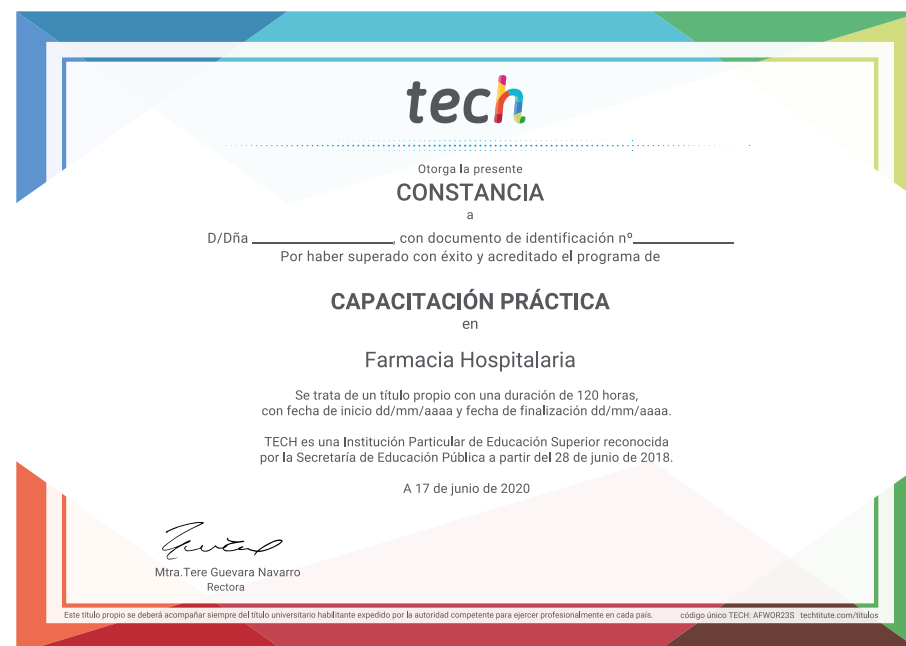 tech
Otorga la presente
CONSTANCIA
a
D/Dña ____________________, con documento de identificación nº______________
Por haber superado con éxito y acreditado el programa de
CAPACITACIÓN PRÁCTICA
en
Farmacia Hospitalaria
Se trata de un título propio con una duración de 120 horas,
con fecha de inicio dd/mm/aaaa y fecha de finalización dd/mm/aaaa.
TECH es una Institución Particular de Educación Superior reconocida
por la Secretaría de Educación Pública a partir del 28 de junio de 2018.
A 17 de junio de 2020
Mtra.Tere Guevara Navarro
Rectora
Este título propio se deberá acompañar siempre del título universitario habilitante expedido por la autoridad competente para ejercer profesionalmente en cada país. código único TECH: AFWOR23S techtitute.com/titulos